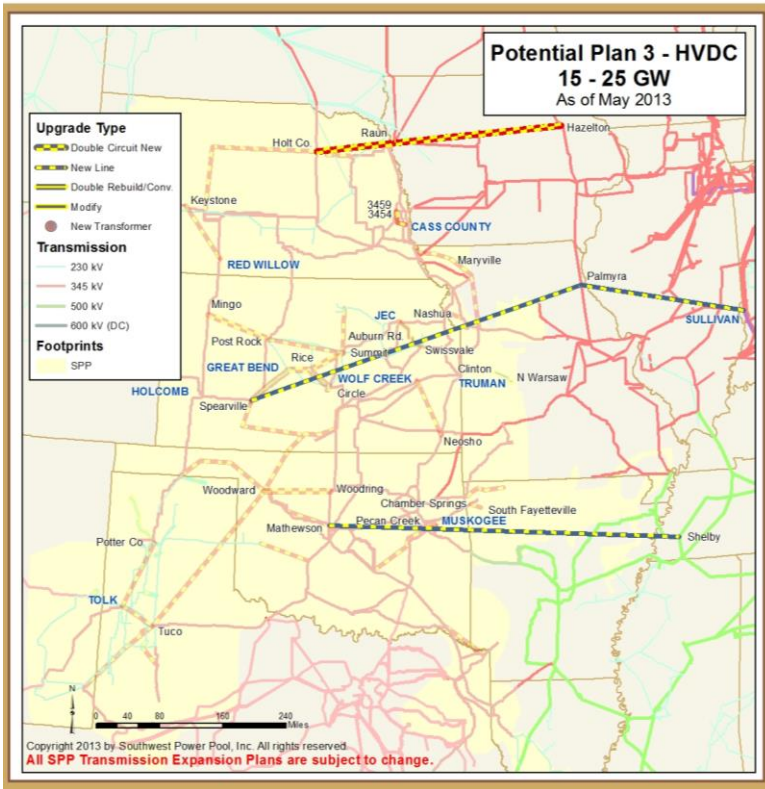 Potential Plan 3 - HVDC
15 - 25 GW
As of May 2013
Upgrade Type
Double Circuit New
New Line
Double Rebuild/Conv.
Modify
New Transformer
Transmission
230 kV
345 kV
500 kV
600 kV (DC)
Footprints
SPP
Holt Co.
Raun
Hazelton
Keystone
3459
3454
CASS COUNTY
RED WILLOW
Maryville
Palmyra
Mingo
JEC
Nashua
SULLIVAN
Post Rock
Auburn Rd.
Rice
Summit
Swissvale
GREAT BEND
Clinton
WOLF CREEK
TRUMAN
N Warsaw
HOLCOMB
Circle
Spearville
Neosho
Woodward
Woodring
Chamber Springs
South Fayetteville
Pecan Creek
MUSKOGEE
Mathewson
Shelby
Potter Co.
TOLK
Tuco
N
0 40 80 160 240
Miles
Copyright 2013 by Southwest Power Pool, Inc. All rights reserved.
All SPP Transmission Expansion Plans are subject to change.